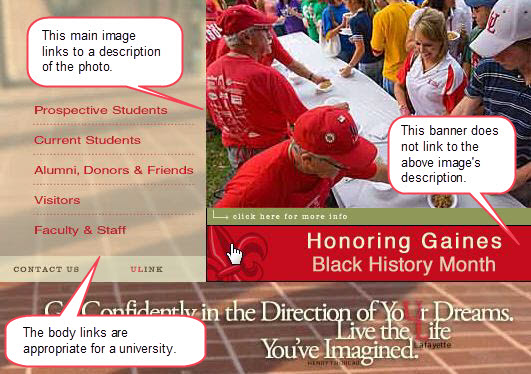 This main image
links to a description
of the photo.
Prospective Students
Current Students
Alumni, Donors & Friends
Visitors
Faculty & Staff
CONTACT US
ULINK
This banner does
not link to the
above image's
description.
click here for more info
Honoring Gaines
Black History Month
Go Confidently in the Direction of YoUr Dreams.
Live the Life
Lafayette
You've Imagined.
The body links are
appropriate for a university.